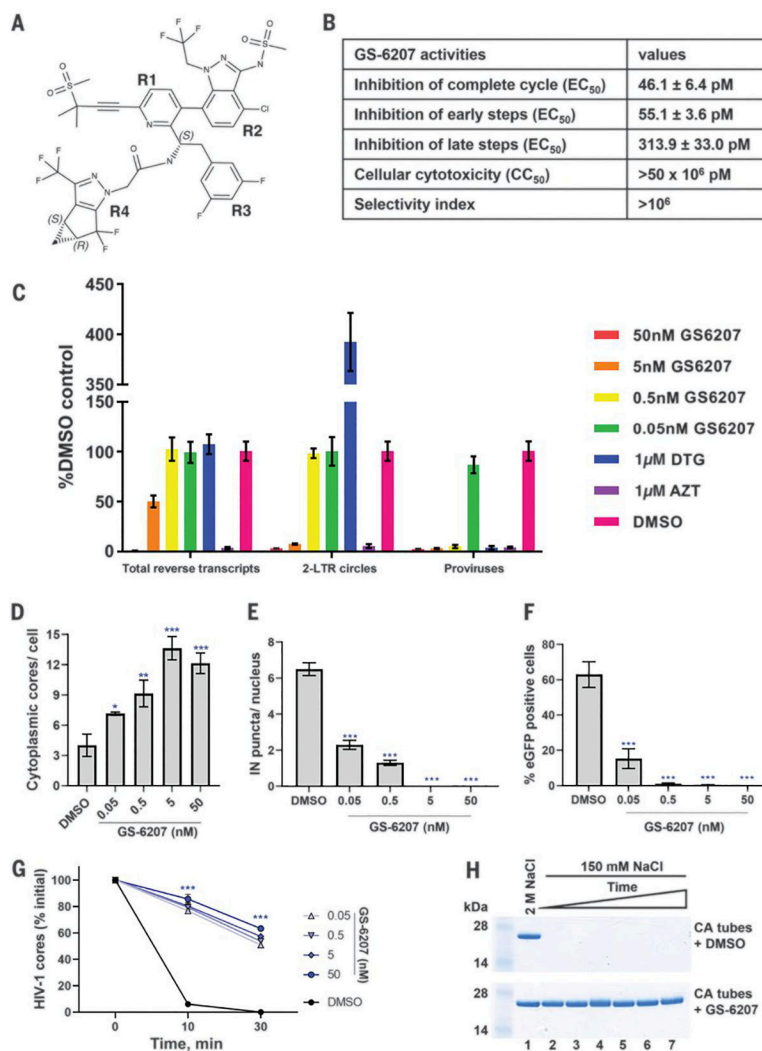 A
F F
F
N
N
O
S
O
N
R1
O
S
O
N
Cl
R2
(S)
F F
F
O
N
N
N
R4
F
R3
F
(S)
(R)
F
F
B
GS-6207 activities values
Inhibition of complete cycle (EC50) 46.1 ± 6.4 pM
Inhibition of early steps (EC50) 55.1 ± 3.6 pM
Inhibition of late steps (EC50) 313.9 ± 33.0 pM
Cellular cytotoxicity (CC50) >50 x 10⁶ pM
Selectivity index >10⁶
C
%DMSO control
450
400
350
150
100
50
0
Total reverse transcripts 2-LTR circles Proviruses
50nM GS6207
5nM GS6207
0.5nM GS6207
0.05nM GS6207
1µM DTG
1µM AZT
DMSO
D
Cytoplasmic cores/ cell
15
12
9
6
3
0
* ** *** ***
DMSO 0.05 0.5 5 50
GS-6207 (nM)
E
IN puncta/ nucleus
8
6
4
2
0
*** *** *** ***
DMSO 0.05 0.5 5 50
GS-6207 (nM)
F
% eGFP positive cells
80
60
40
20
0
*** *** *** ***
DMSO 0.05 0.5 5 50
GS-6207 (nM)
G
HIV-1 cores (% initial)
100
80
60
40
20
0
*** ***
0 10 30
Time, min
0.05
0.5
5
50
GS-6207 (nM)
DMSO
H
2 M NaCl
150 mM NaCl
Time
kDa
28
14
CA tubes
+ DMSO
28
14
CA tubes
+ GS-6207
1 2 3 4 5 6 7